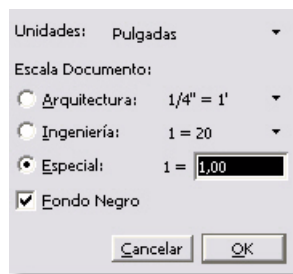 Unidades: Pulgadas
Escala Documento:
Arquitectura: 1/4" = 1'
Ingeniería: 1 = 20
Especial: 1 = 1,00
Fondo Negro
Cancelar OK